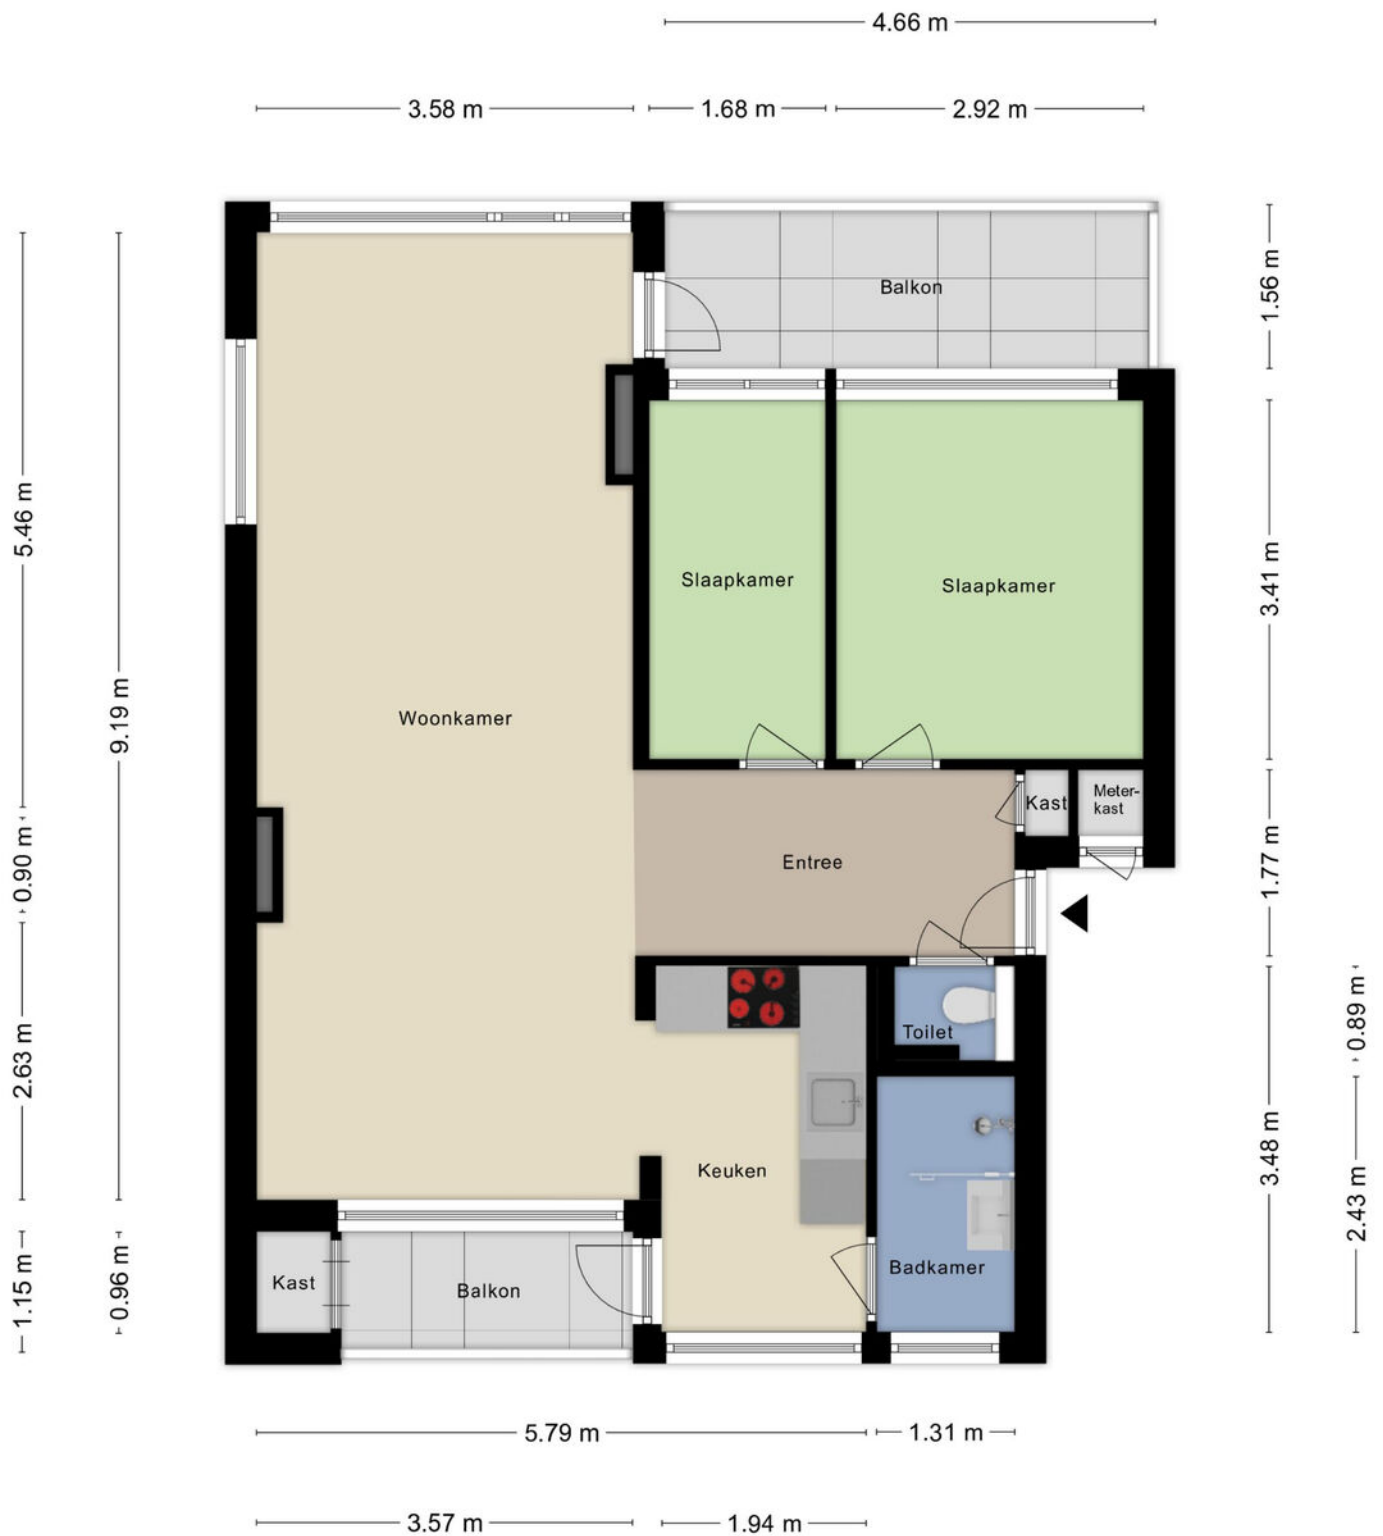 4.66 m
3.58 m
1.68 m
2.92 m
Balkon
1.56 m
5.46 m
9.19 m
3.41 m
Slaapkamer
Slaapkamer
Woonkamer
Kast
Meter-
kast
Entree
0.90 m
1.77 m
2.63 m
Toilet
0.89 m
Keuken
3.48 m
2.43 m
Badkamer
Kast
Balkon
1.15 m
0.96 m
5.79 m
1.31 m
3.57 m
1.94 m